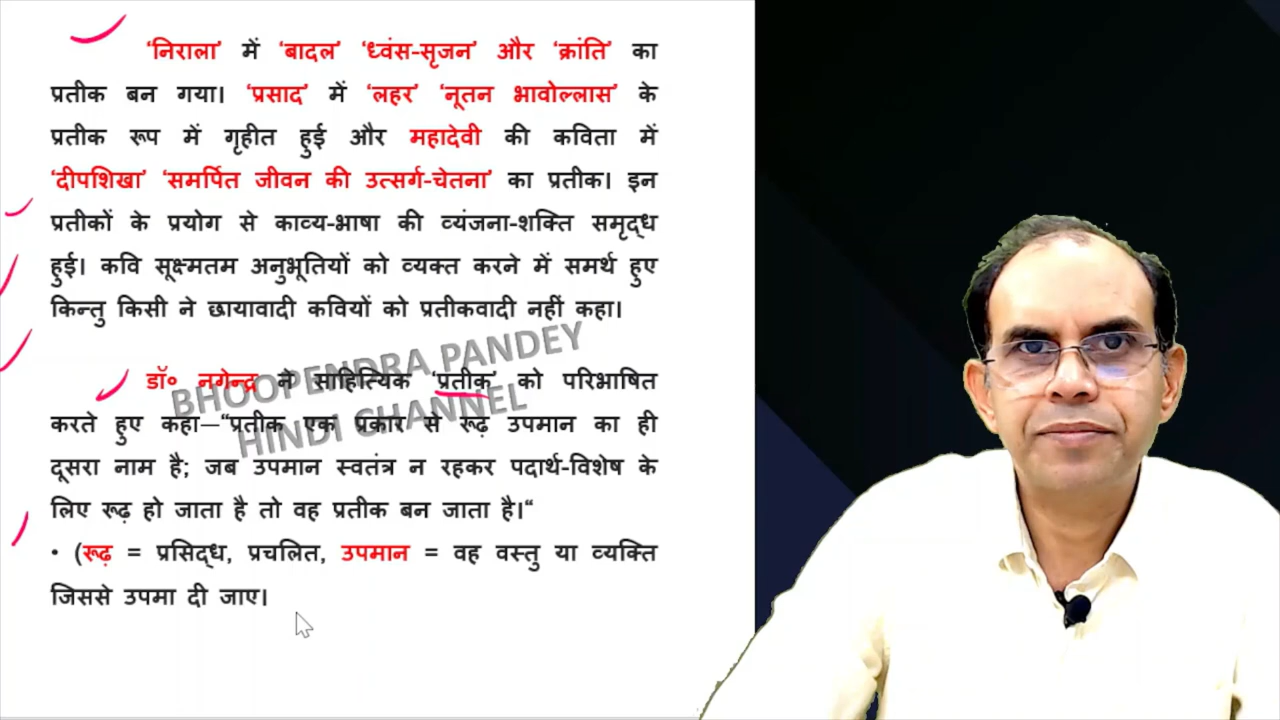 ‘निराला’ में ‘बादल’ ‘ध्वंस-सृजन’ और ‘क्रांति’ का
प्रतीक बन गया। ‘प्रसाद’ में ‘लहर’ ‘नूतन भावोल्लास’ के
प्रतीक रूप में गृहीत हुई और महादेवी की कविता में
‘दीपशिखा’ ‘समर्पित जीवन की उत्सर्ग-चेतना’ का प्रतीक। इन
प्रतीकों के प्रयोग से काव्य-भाषा की व्यंजना-शक्ति समृद्ध
हुई। कवि सूक्ष्मतम अनुभूतियों को व्यक्त करने में समर्थ हुए
किन्तु किसी ने छायावादी कवियों को प्रतीकवादी नहीं कहा।
डॉ० नगेन्द्र ने साहित्यिक ‘प्रतीक’ को परिभाषित
करते हुए कहा—“प्रतीक एक प्रकार से रूढ़ उपमान का ही
दूसरा नाम है; जब उपमान स्वतंत्र न रहकर पदार्थ-विशेष के
लिए रूढ़ हो जाता है तो वह प्रतीक बन जाता है।“
• (रूढ़ = प्रसिद्ध, प्रचलित, उपमान = वह वस्तु या व्यक्ति
जिससे उपमा दी जाए।
BHOOPENDRA PANDEY
HINDI CHANNEL